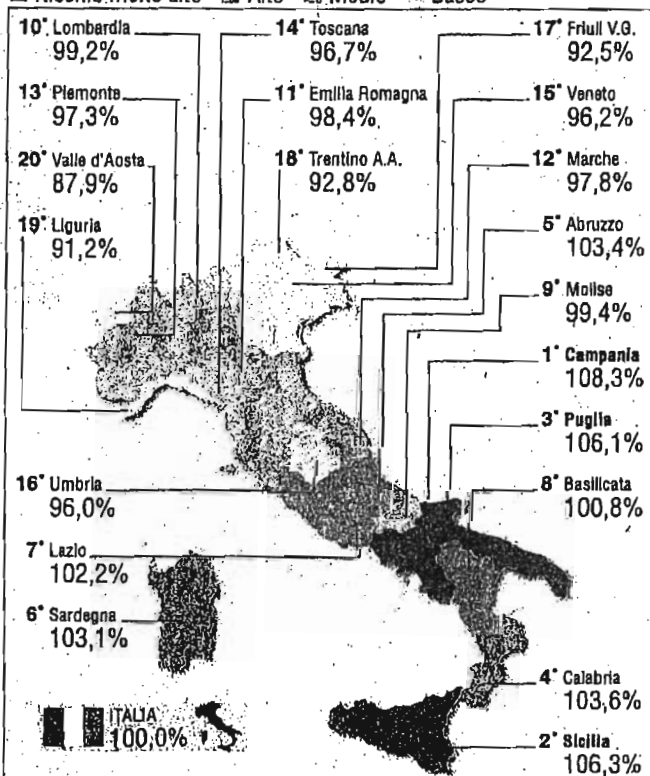 Alto Medio Basso
10° Lombardia
99,2%
14° Toscana
96,7%
17° Friuli V.G.
92,5%
13° Piemonte
97,3%
11° Emilia Romagna
98,4%
15° Veneto
96,2%
20° Valle d'Aosta
87,9%
18° Trentino A.A.
92,8%
12° Marche
97,8%
19° Liguria
91,2%
5° Abruzzo
103,4%
9° Molise
99,4%
1° Campania
108,3%
3° Puglia
106,1%
16° Umbria
96,0%
8° Basilicata
100,8%
7° Lazio
102,2%
6° Sardegna
103,1%
4° Calabria
103,6%
ITALIA
100,0%
2° Sicilia
106,3%